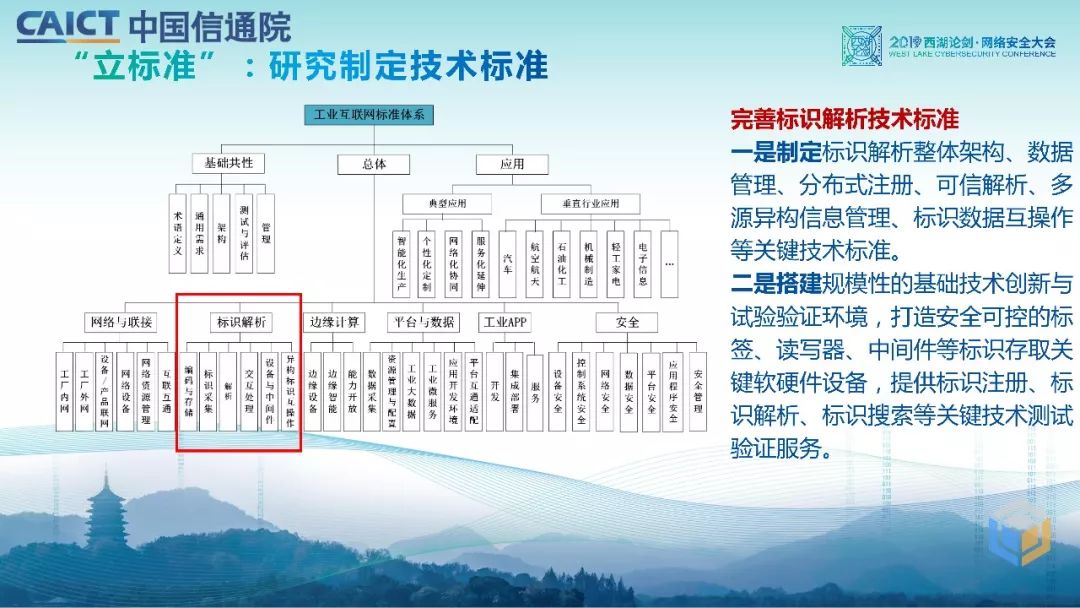 CAICT 中国信通院
2019西湖论剑·网络安全大会
WEST LAKE CYBERSECURITY CONFERENCE
“立标准”：研究制定技术标准
工业互联网标准体系
基础共性
总体
应用
术语定义
通用需求
架构
测试与评估
管理
典型应用
垂直行业应用
智能化生产
个性化定制
网络化协同
服务化延伸
汽车
航空航天
石油化工
机械制造
轻工家电
电子信息
…
网络与联接
标识解析
边缘计算
平台与数据
工业APP
安全
工厂内网
工厂外网
设备/产品联网
网络设备
网络资源管理
互联互通
编码与存储
标识采集
解析
交互处理
设备与中间件
异构标识互操作
边缘设备
边缘智能
能力开放
数据采集
资源管理与配置
工业大数据
工业微服务
应用开发环境
平台互通适配
开发
集成部署
服务
设备安全
控制系统安全
网络安全
数据安全
平台安全
应用程序安全
安全管理
完善标识解析技术标准
一是制定标识解析整体架构、数据
管理、分布式注册、可信解析、多
源异构信息管理、标识数据互操作
等关键技术标准。
二是搭建规模性的基础技术创新与
试验验证环境，打造安全可控的标
签、读写器、中间件等标识存取关
键软硬件设备，提供标识注册、标
识解析、标识搜索等关键技术测试
验证服务。